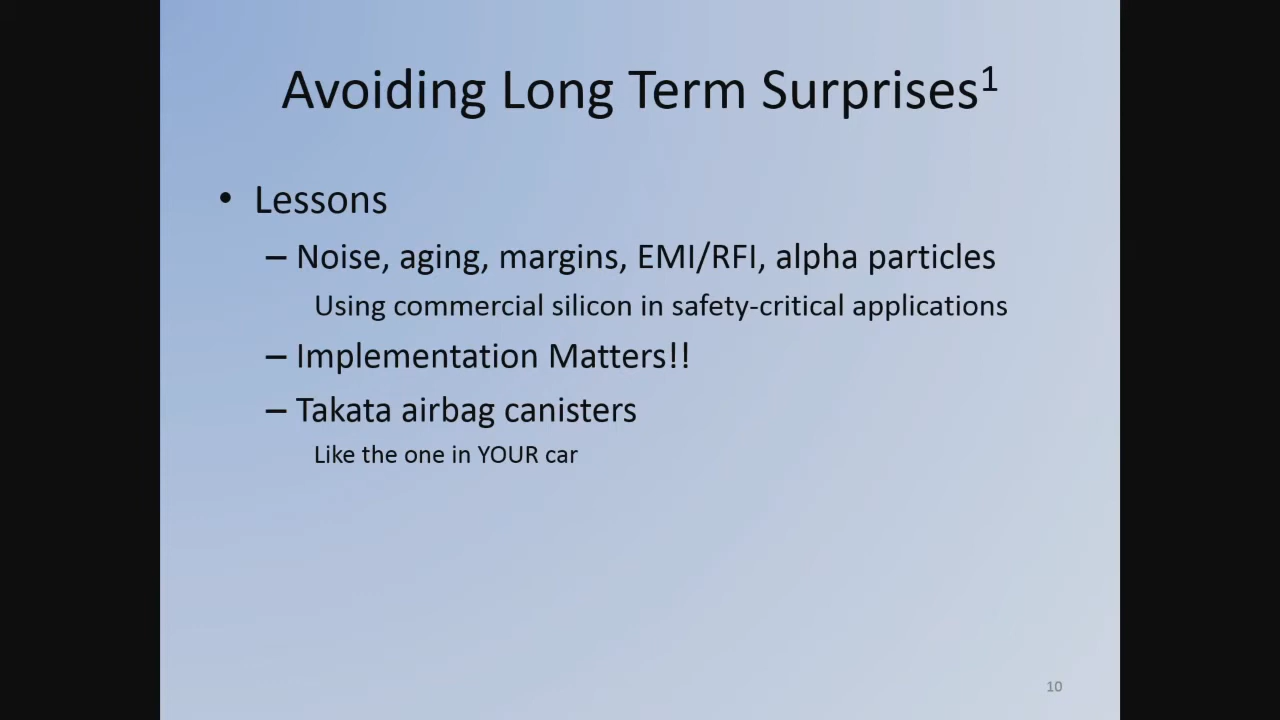 Avoiding Long Term Surprises¹
• Lessons
– Noise, aging, margins, EMI/RFI, alpha particles
Using commercial silicon in safety-critical applications
– Implementation Matters!!
– Takata airbag canisters
Like the one in YOUR car
10